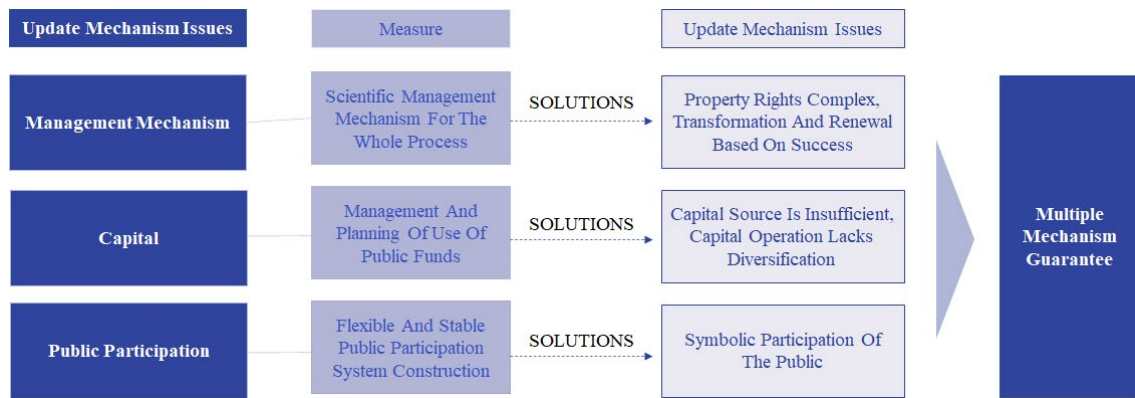 Update Mechanism Issues
Measure
Update Mechanism Issues
Management Mechanism
Scientific Management
Mechanism For The
Whole Process
SOLUTIONS
Property Rights Complex,
Transformation And Renewal
Based On Success
Capital
Management And
Planning Of Use Of
Public Funds
SOLUTIONS
Capital Source Is Insufficient,
Capital Operation Lacks
Diversification
Public Participation
Flexible And Stable
Public Participation
System Construction
SOLUTIONS
Symbolic Participation Of
The Public
Multiple
Mechanism
Guarantee